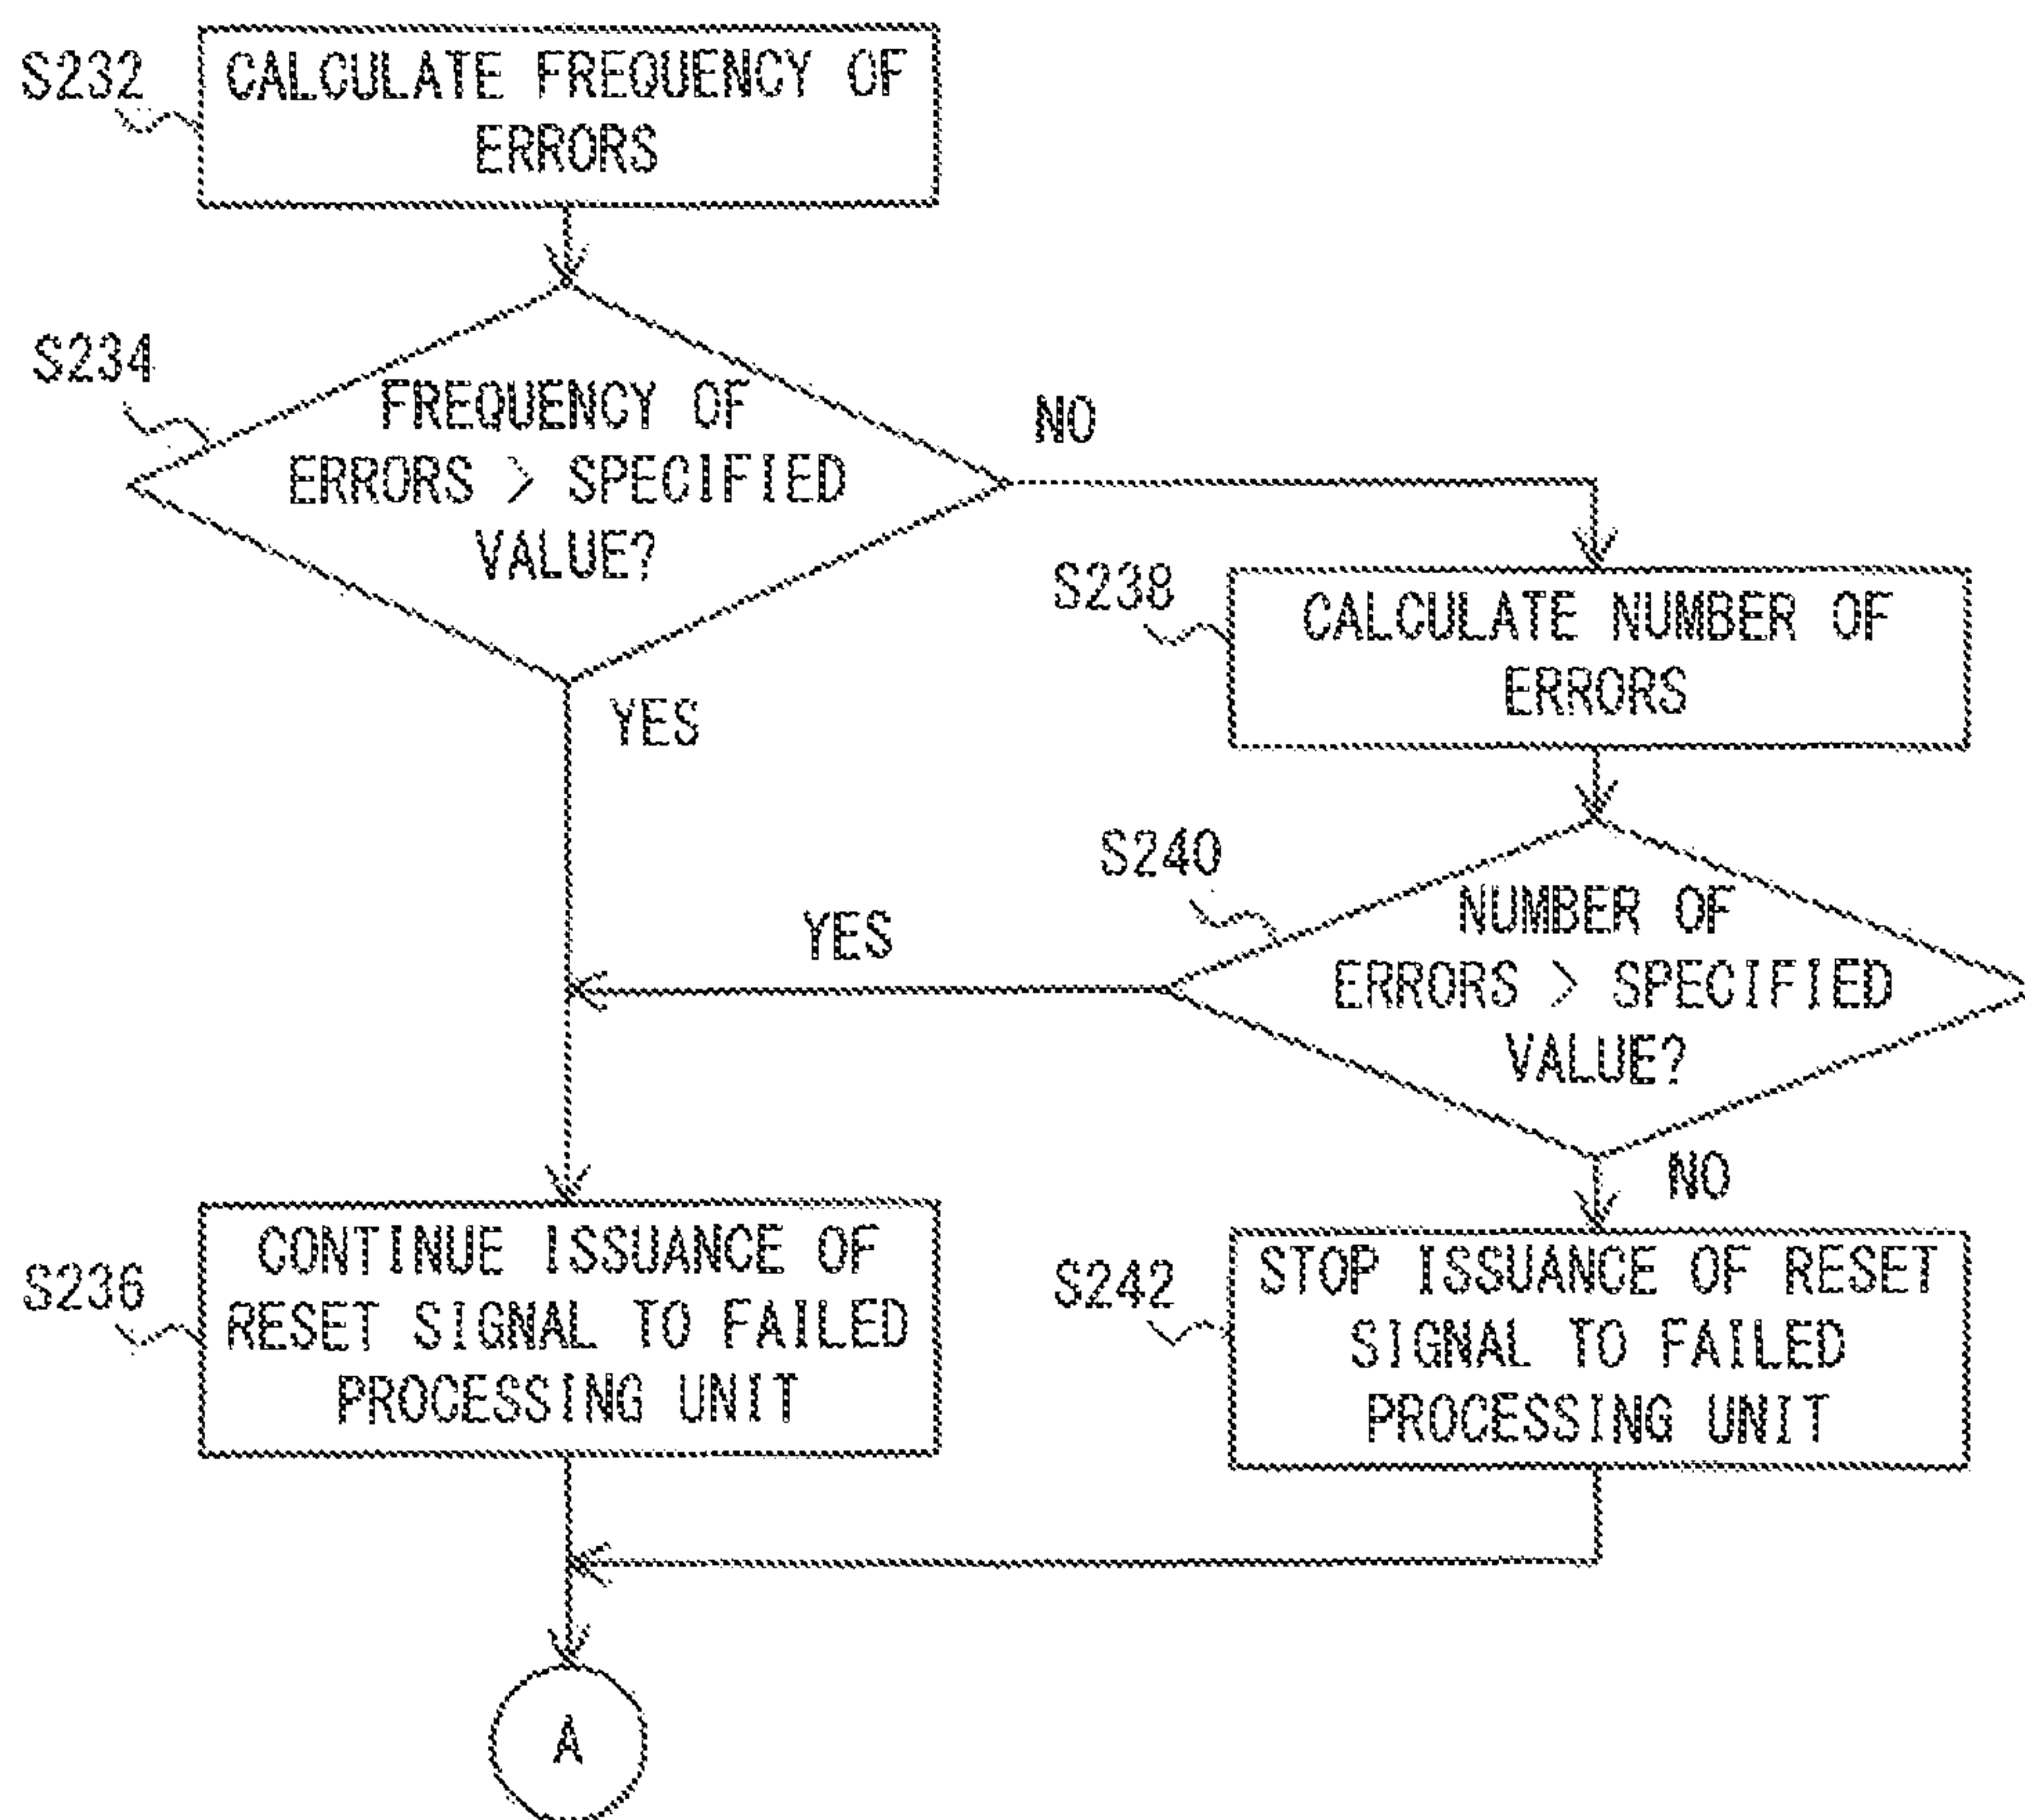 S232
CALCULATE FREQUENCY OF
ERRORS
S234
FREQUENCY OF
ERRORS > SPECIFIED
VALUE?
NO
YES
S238
CALCULATE NUMBER OF
ERRORS
S240
NUMBER OF
ERRORS > SPECIFIED
VALUE?
YES
NO
S236
CONTINUE ISSUANCE OF
RESET SIGNAL TO FAILED
PROCESSING UNIT
S242
STOP ISSUANCE OF RESET
SIGNAL TO FAILED
PROCESSING UNIT
A